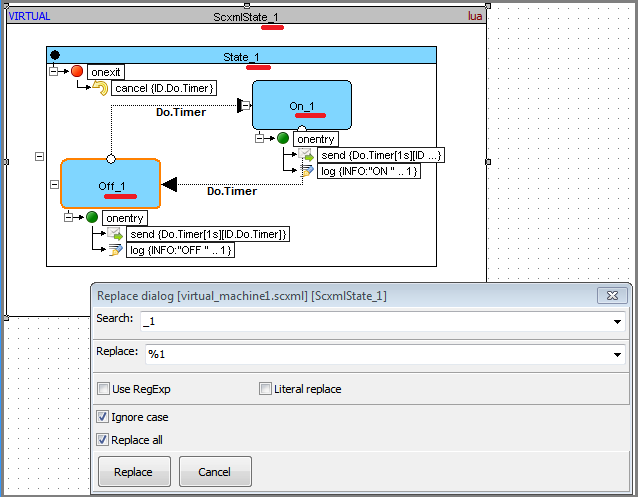 VIRTUAL ScxmlState_1 lua
State_1
onexit
cancel {ID.Do.Timer}
On_1
Do.Timer
onentry
send {Do.Timer[1s][ID ...}
log {INFO:"ON " .. 1}
Off_1
Do.Timer
onentry
send {Do.Timer[1s][ID.Do.Timer]}
log {INFO:"OFF " .. 1}
Replace dialog [virtual_machine1.scxml] [ScxmlState_1]
Search: _1
Replace: %1
Use RegExp Literal replace
Ignore case
Replace all
Replace Cancel